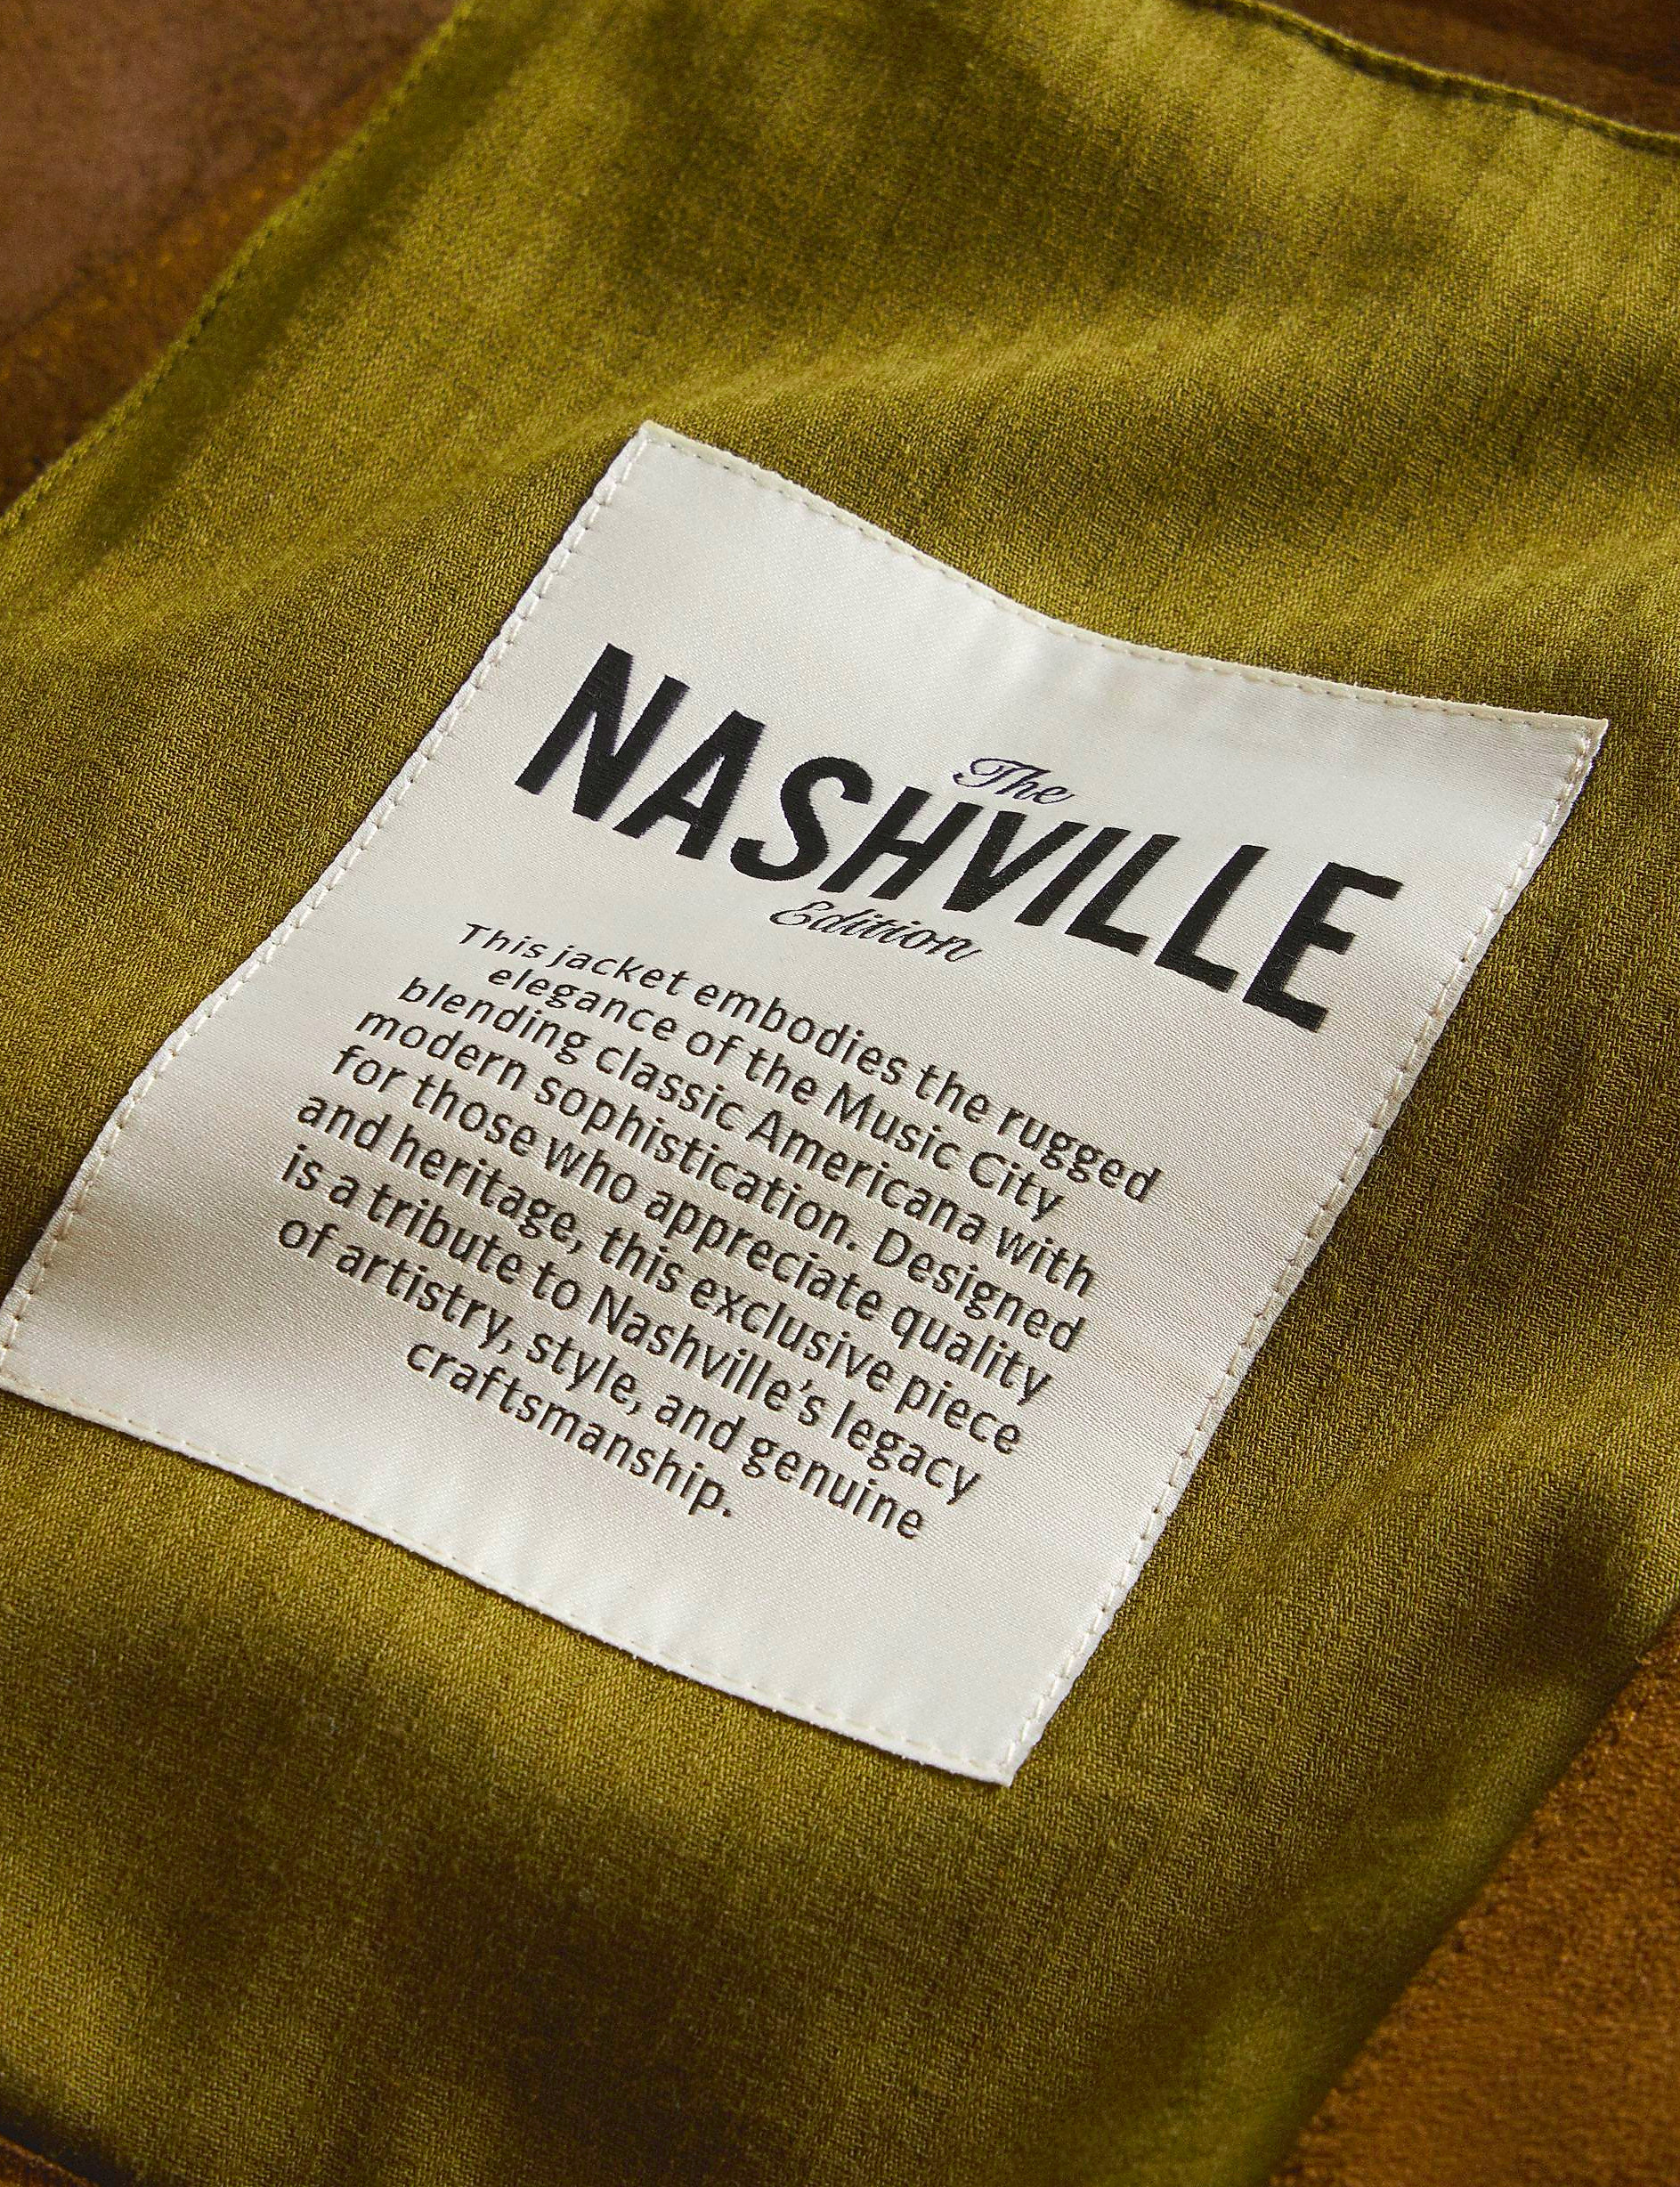 The
NASHVILLE
Edition
This jacket embodies the rugged
elegance of the Music City
blending classic Americana with
modern sophistication. Designed
for those who appreciate quality
and heritage, this exclusive piece
is a tribute to Nashville's legacy
of artistry, style, and genuine
craftsmanship.